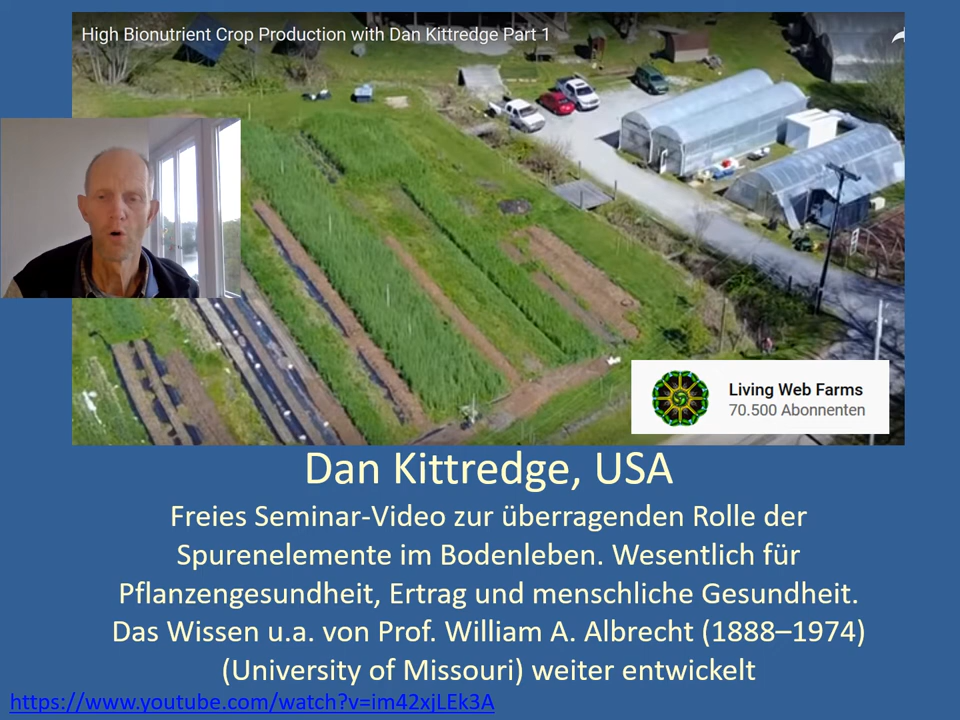 High Bionutrient Crop Production with Dan Kittredge Part 1
Living Web Farms
70.500 Abonnenten
Dan Kittredge, USA
Freies Seminar-Video zur überragenden Rolle der
Spurenelemente im Bodenleben. Wesentlich für
Pflanzengesundheit, Ertrag und menschliche Gesundheit.
Das Wissen u.a. von Prof. William A. Albrecht (1888–1974)
(University of Missouri) weiter entwickelt
https://www.youtube.com/watch?v=im42xjLEk3A